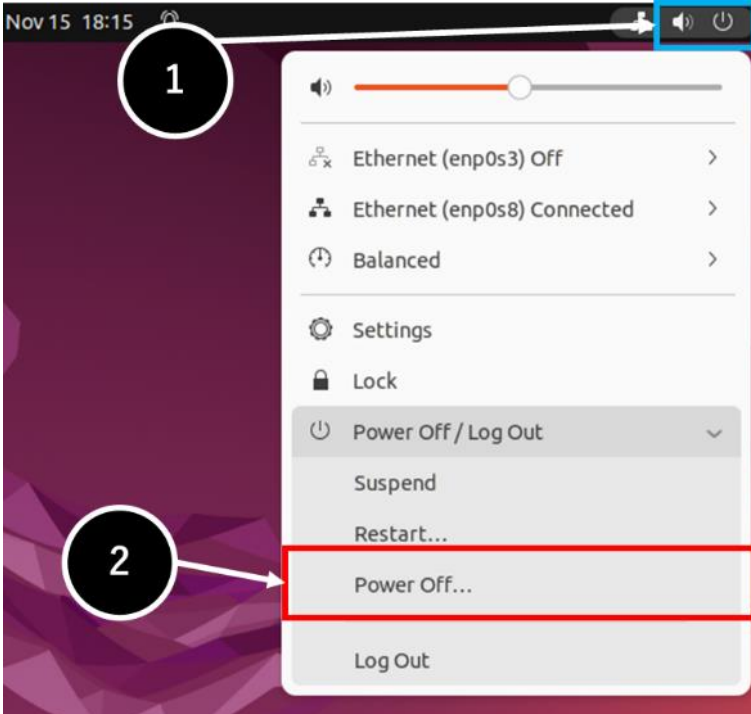 Nov 15 18:15
1
Ethernet (enp0s3) Off
Ethernet (enp0s8) Connected
Balanced
Settings
Lock
Power Off / Log Out
Suspend
Restart...
2
Power Off...
Log Out